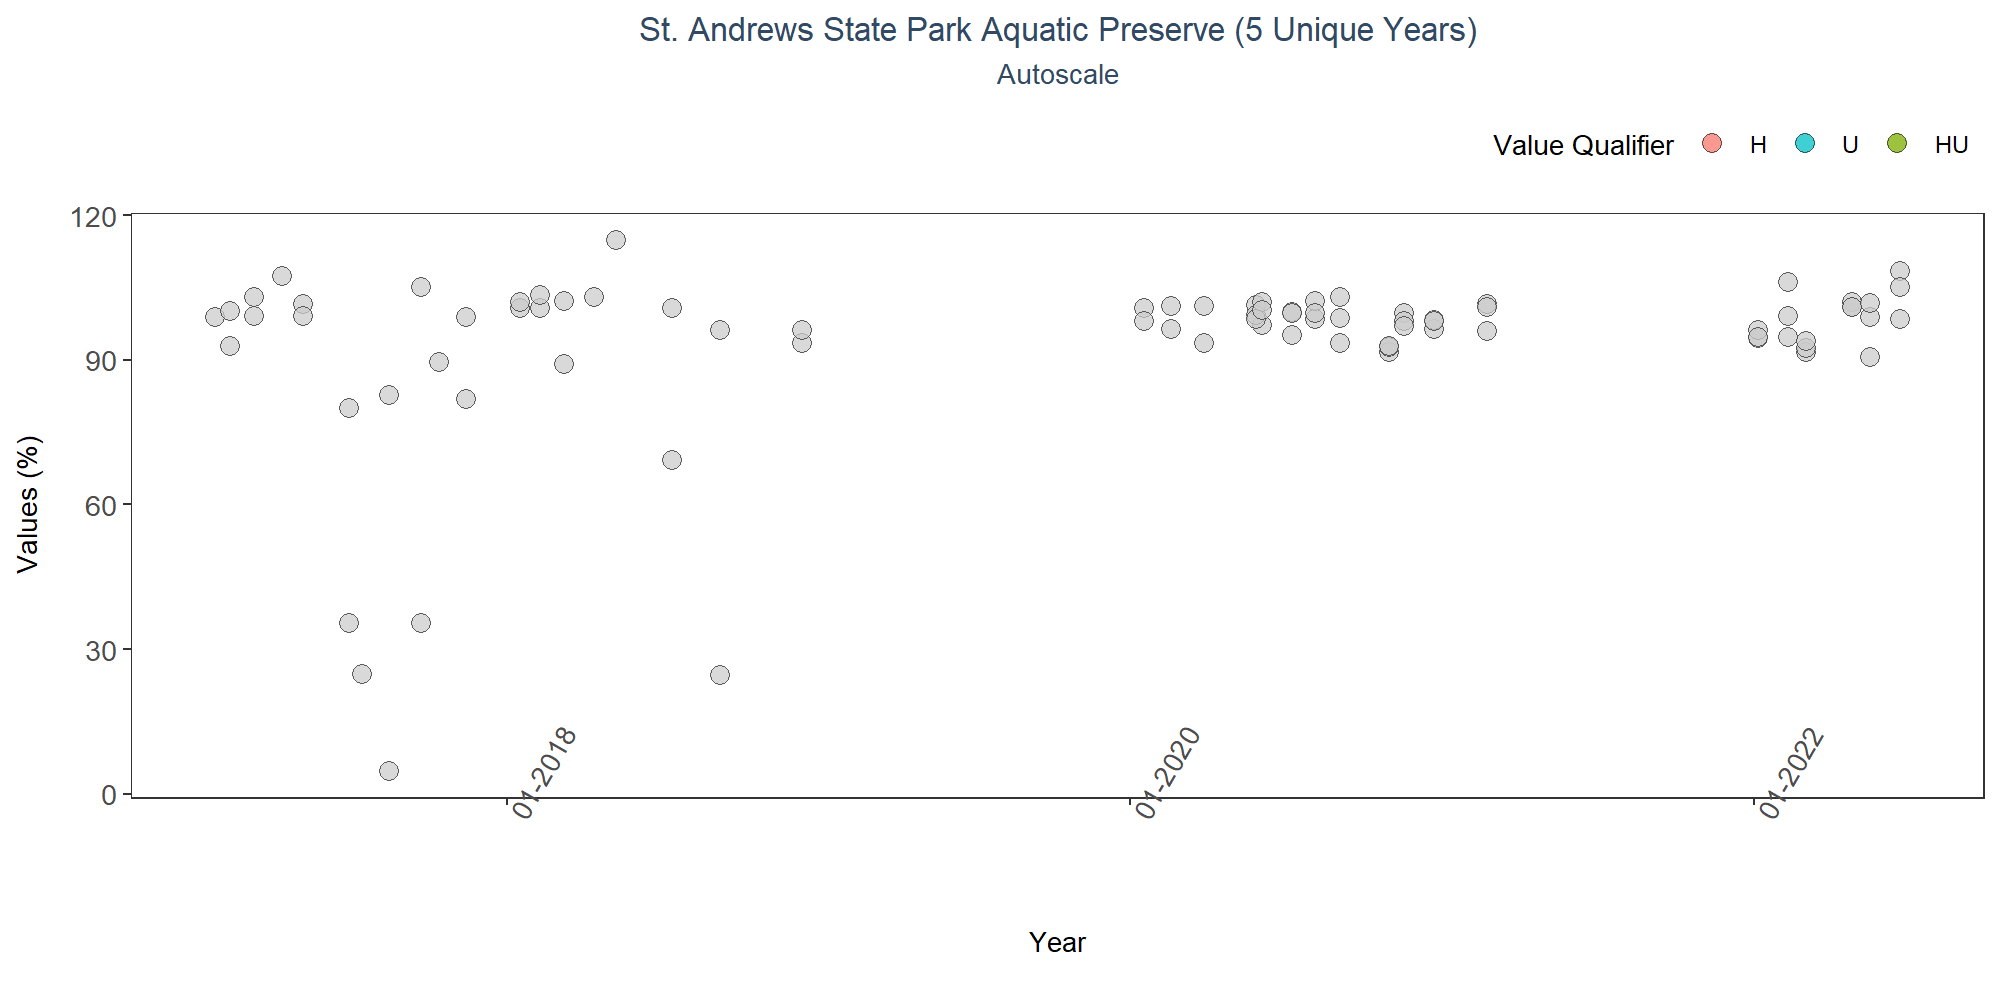 St. Andrews State Park Aquatic Preserve (5 Unique Years)
Autoscale
Value Qualifier H U HU
120
90
60
30
0
Values (%)
01-2018
01-2020
01-2022
Year